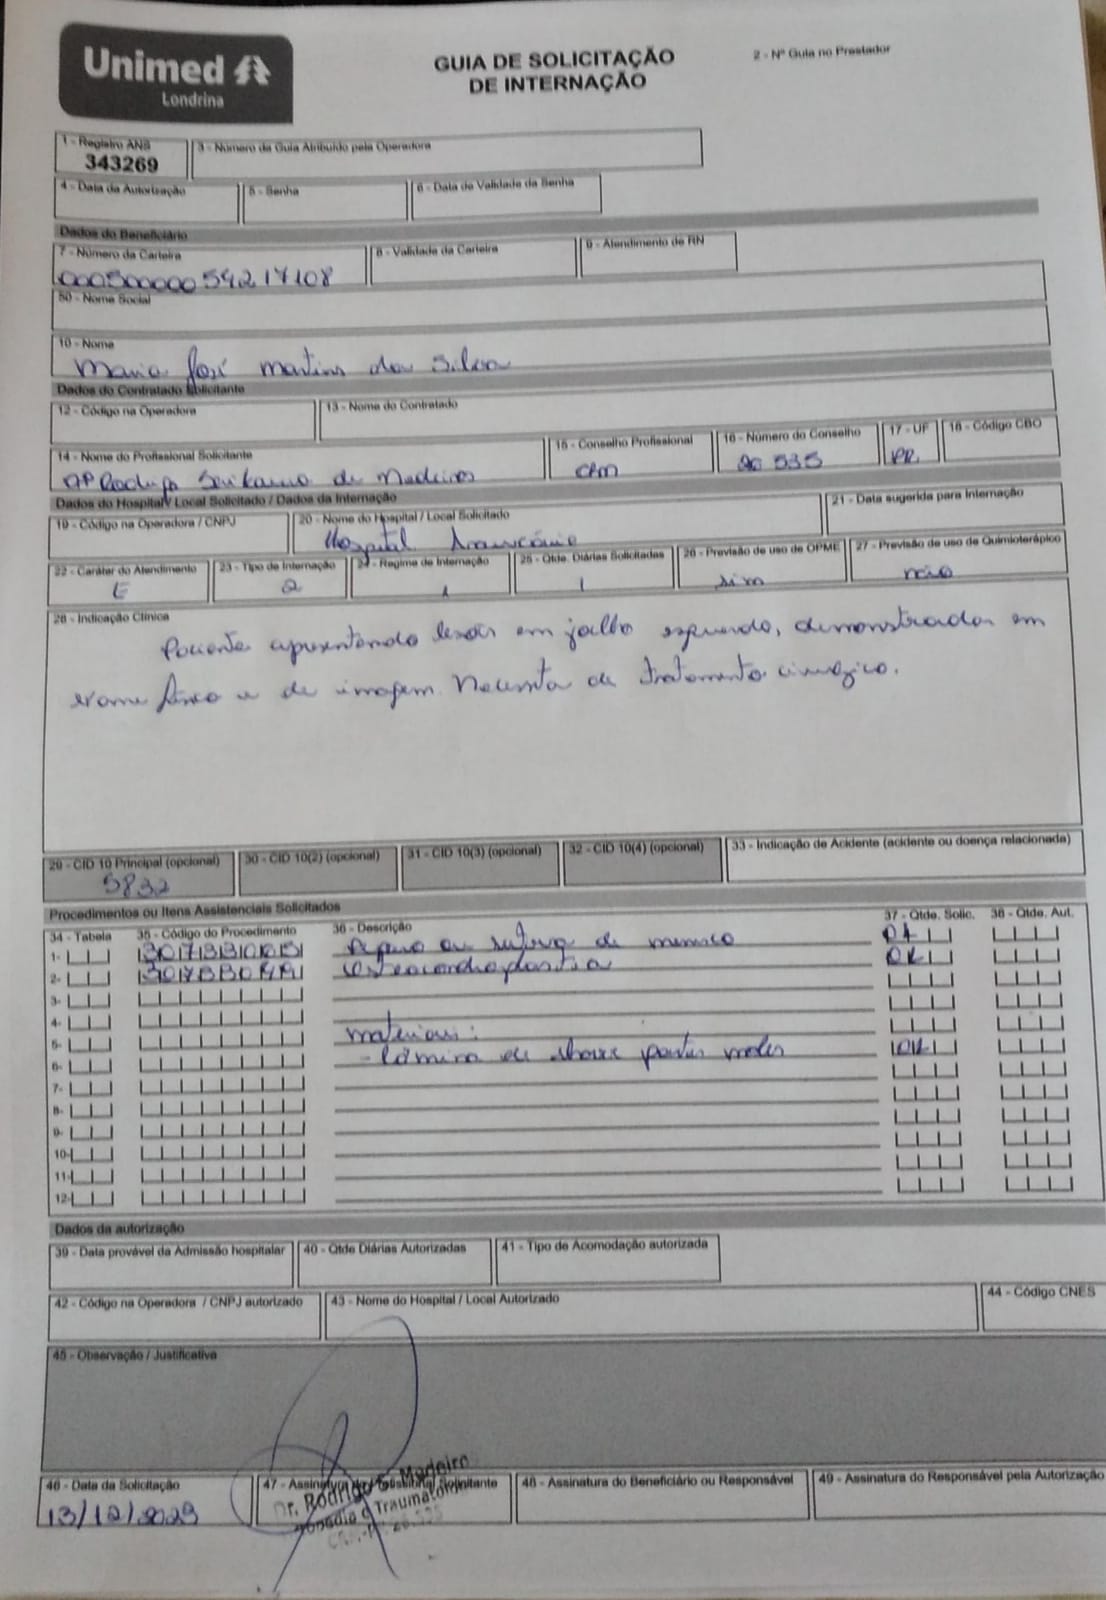 Unimed
Londrina
GUIA DE SOLICITAÇÃO
DE INTERNAÇÃO
2 - Nº Guia no Prestador
1 - Registro ANS
343269
3 - Número da Guia Atribuído pela Operadora
4 - Data da Autorização
5 - Senha
6 - Data de Validade da Senha
Dados do Beneficiário
7 - Número da Carteira
8 - Validade da Carteira
9 - Atendimento de RN
50 - Nome Social
10 - Nome
Maria José Martins da Silva
Dados do Contratado Solicitante
12 - Código na Operadora
13 - Nome do Contratado
14 - Nome do Profissional Solicitante
Rodrigo de Medeiros
15 - Conselho Profissional
CRM
16 - Número do Conselho
26 535
17 - UF
PR.
18 - Código CBO
Dados do Hospital / Local Solicitado / Dados da Internação
19 - Código na Operadora / CNPJ
20 - Nome do Hospital / Local Solicitado
Hospital Araucária
21 - Data sugerida para Internação
22 - Caráter do Atendimento
E
23 - Tipo de Internação
2
24 - Regime de Internação
1
25 - Qtde. Diárias Solicitadas
1
26 - Previsão de uso de OPME
sim
27 - Previsão de uso de Quimioterápico
não
28 - Indicação Clínica
Paciente apresentando lesão em joelho esquerdo, demonstrada em
exame físico e de imagem. Necessita de tratamento cirúrgico.
29 - CID 10 Principal (opcional)
S832
30 - CID 10(2) (opcional)
31 - CID 10(3) (opcional)
32 - CID 10(4) (opcional)
33 - Indicação de Acidente (acidente ou doença relacionada)
Procedimentos ou Itens Assistenciais Solicitados
34 - Tabela
35 - Código do Procedimento
36 - Descrição
37 - Qtde. Solic.
38 - Qtde. Aut.
1- Reparo ou sutura de menisco 01
2- Osteocondroplastia 01
3-
4-
5- materiais:
6- - Lâmina de shaver partes moles 01
7-
8-
9-
10-
11-
12-
Dados da autorização
39 - Data provável da Admissão hospitalar
40 - Qtde Diárias Autorizadas
41 - Tipo de Acomodação autorizada
42 - Código na Operadora / CNPJ autorizado
43 - Nome do Hospital / Local Autorizado
44 - Código CNES
45 - Observação / Justificativa
46 - Data da Solicitação
13/12/2023
47 - Assinatura do Profissional Solicitante
Dr. Rodrigo S. Medeiro
Ortopedia e Traumatologia
48 - Assinatura do Beneficiário ou Responsável
49 - Assinatura do Responsável pela Autorização